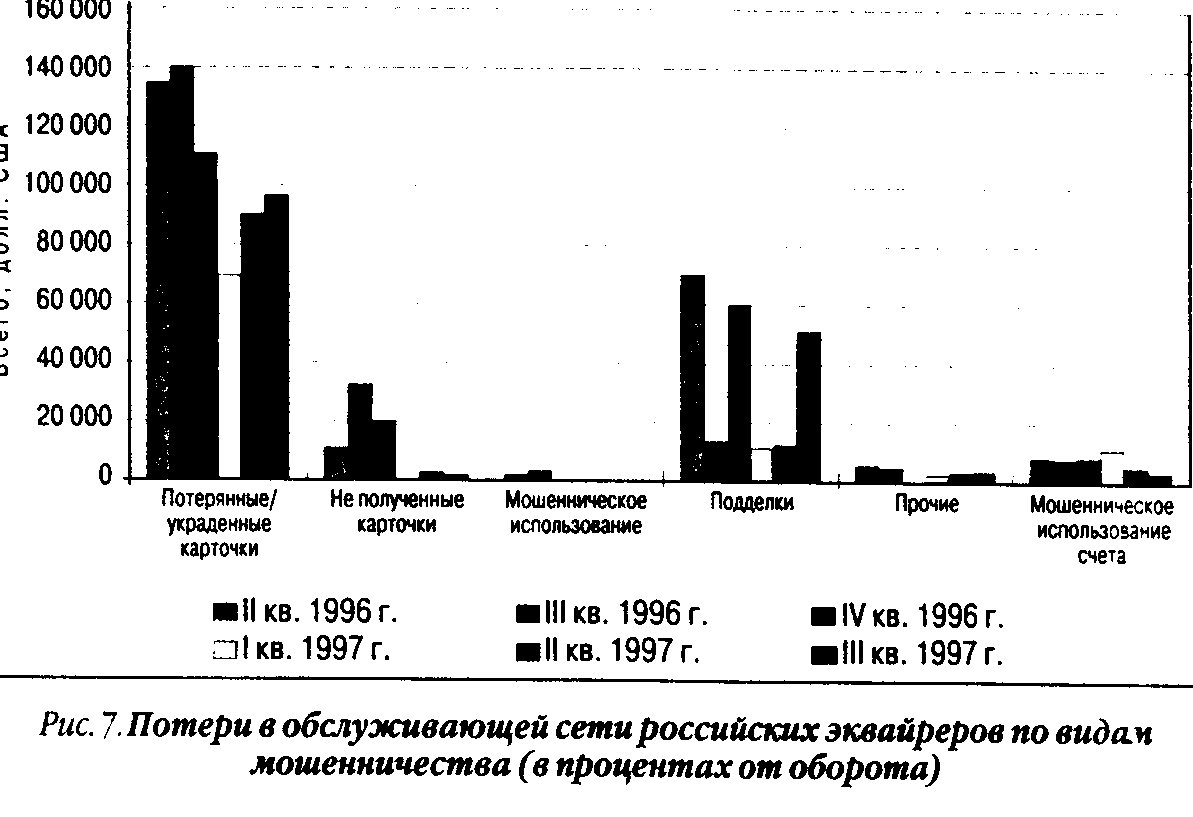 160 000
140 000
120 000
100 000
80 000
60 000
40 000
20 000
0
Всего, долл. США
Потерянные/
украденные
карточки
Не полученные
карточки
Мошенническое
использование
Подделки
Прочие
Мошенническое
использование
счета
II кв. 1996 г. III кв. 1996 г. IV кв. 1996 г.
I кв. 1997 г. II кв. 1997 г. III кв. 1997 г.
Рис. 7. Потери в обслуживающей сети российских эквайреров по видам
мошенничества (в процентах от оборота)